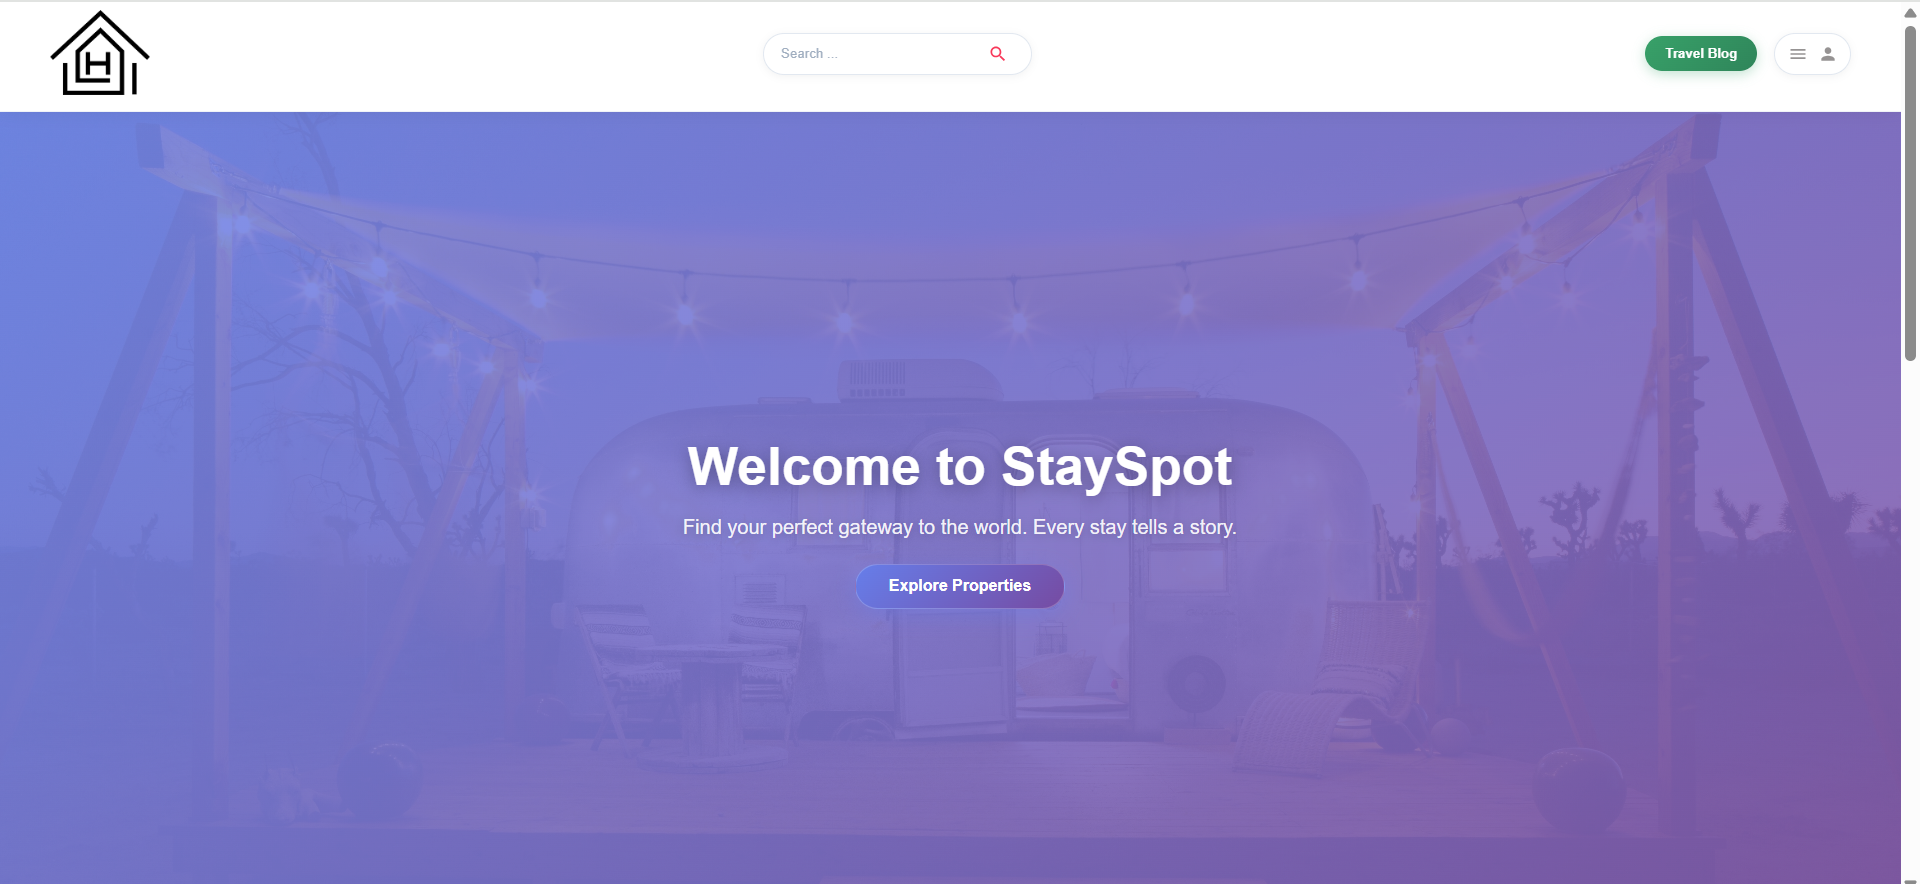 H
Search ...
Travel Blog
Welcome to StaySpot
Find your perfect gateway to the world. Every stay tells a story.
Explore Properties